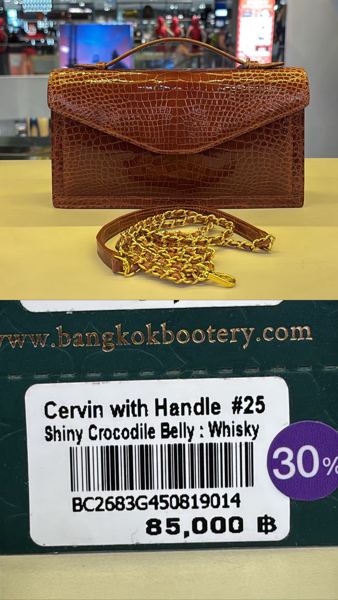 www.bangkokbootery.com
Cervin with Handle #25
Shiny Crocodile Belly : Whisky
BC2683G450819014
85,000 ฿
30%